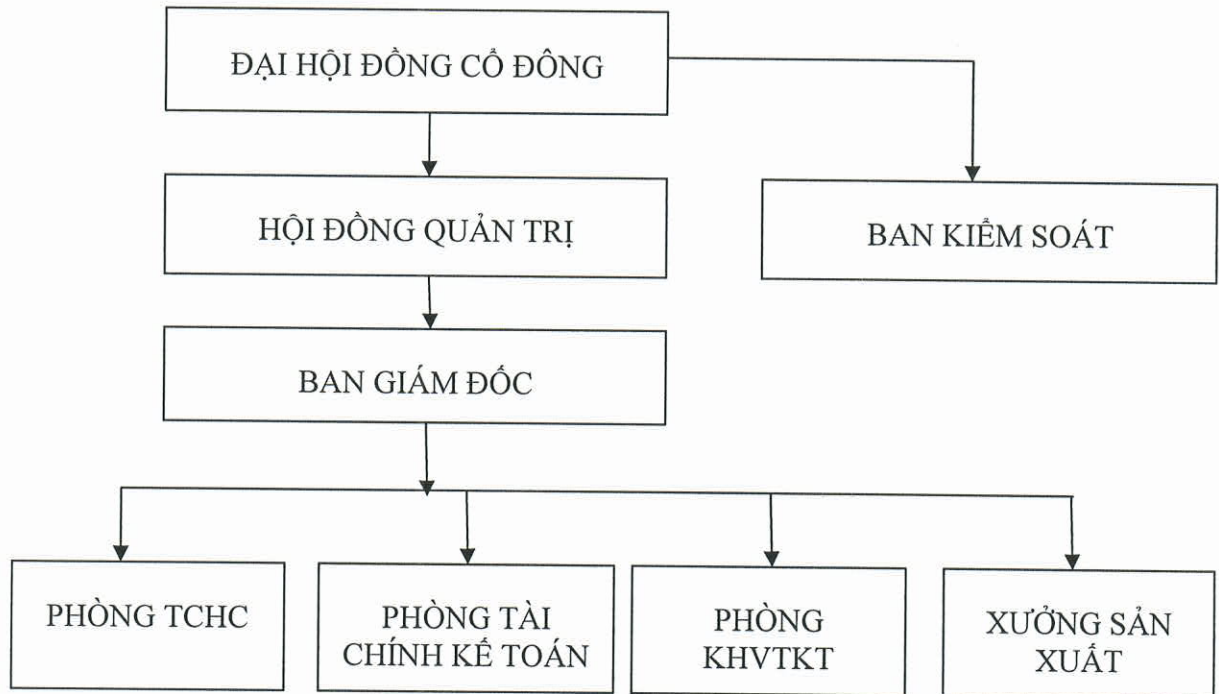 ĐẠI HỘI ĐỒNG CỔ ĐÔNG
HỘI ĐỒNG QUẢN TRỊ
BAN KIỂM SOÁT
BAN GIÁM ĐỐC
PHÒNG TCHC
PHÒNG TÀI
CHÍNH KẾ TOÁN
PHÒNG
KHVTKT
XƯỞNG SẢN
XUẤT